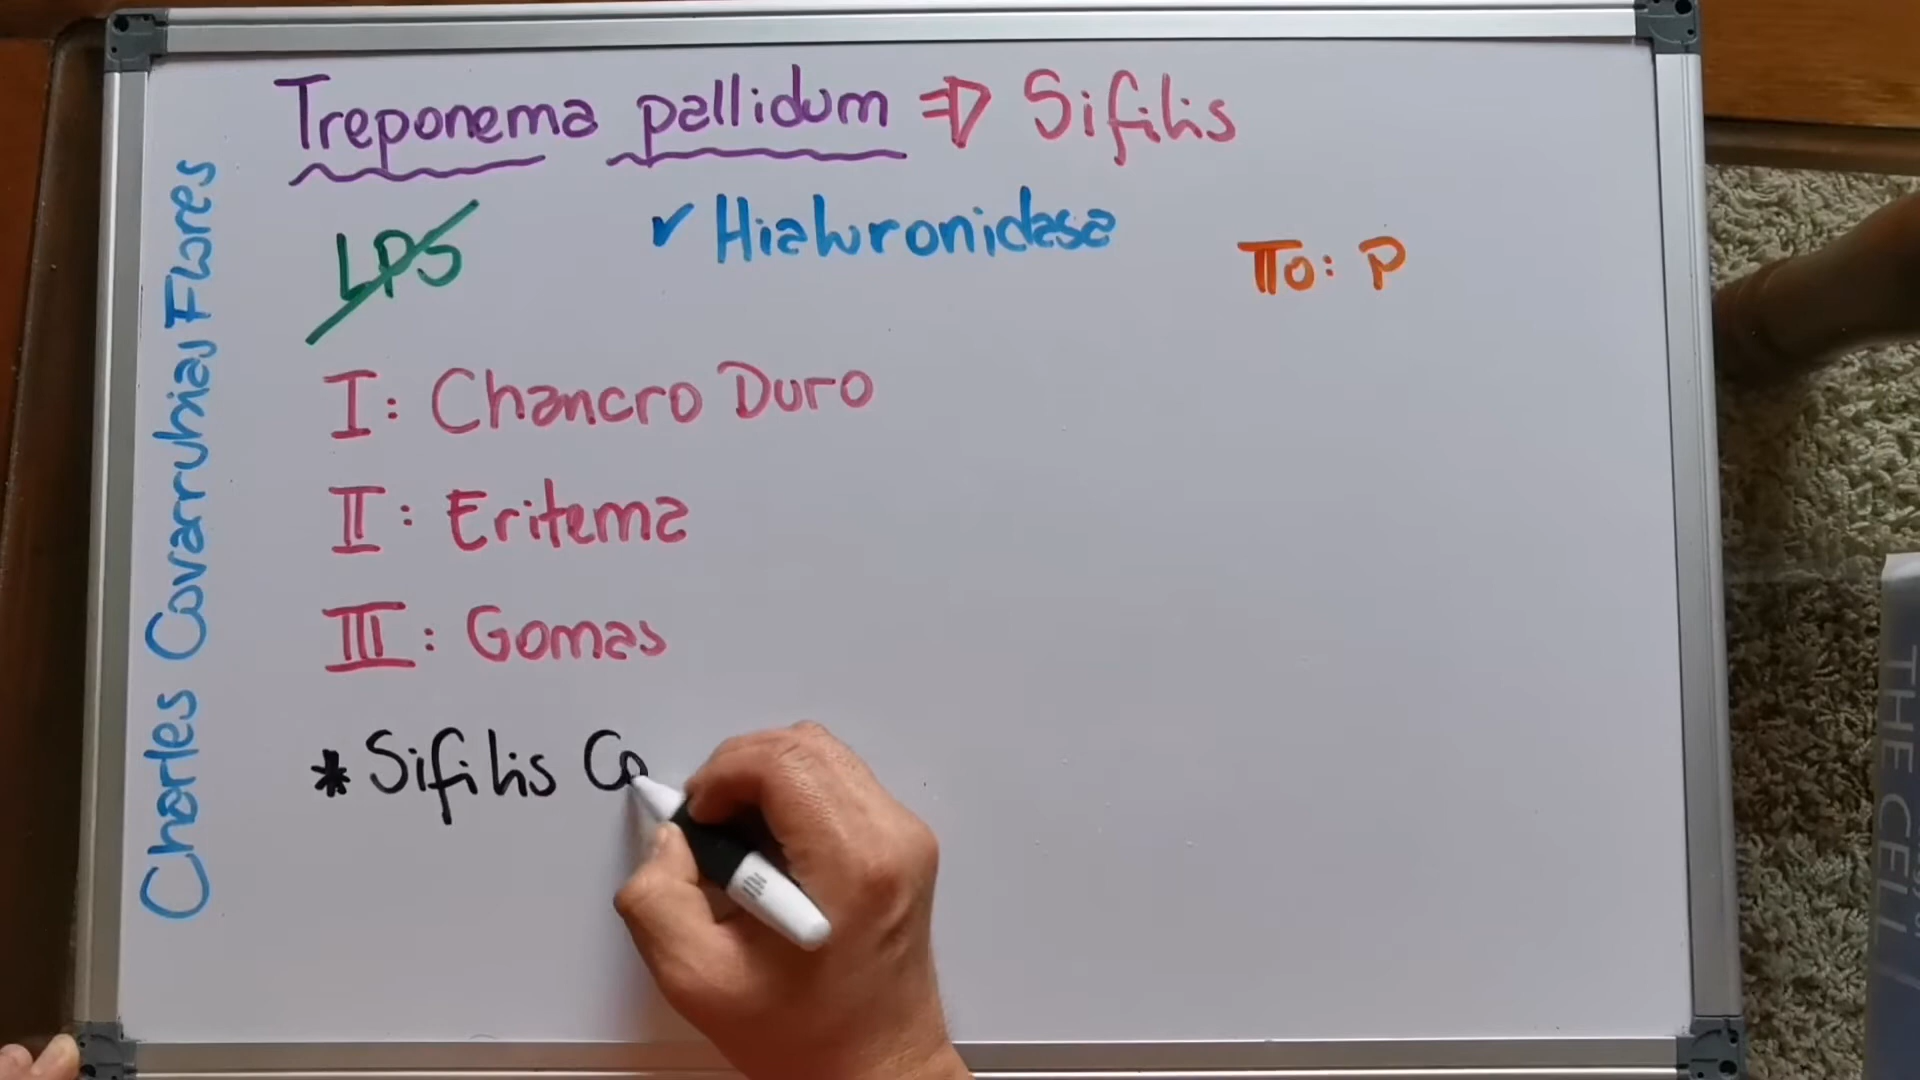 Treponema pallidum ⇒ Sifilis
LPS
✓ Hialuronidasa
Tto: P
I: Chancro Duro
II: Eritema
III: Gomas
* Sifilis Co
Charles Covarrubias Flores
THE CELL